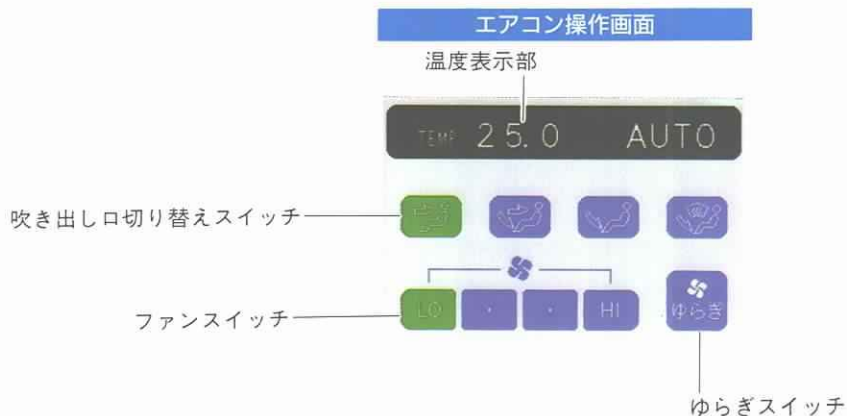 エアコン操作画面
温度表示部
TEMP 25.0 AUTO
吹き出し口切り替えスイッチ
ファンスイッチ
LO
HI
ゆらぎ
ゆらぎスイッチ